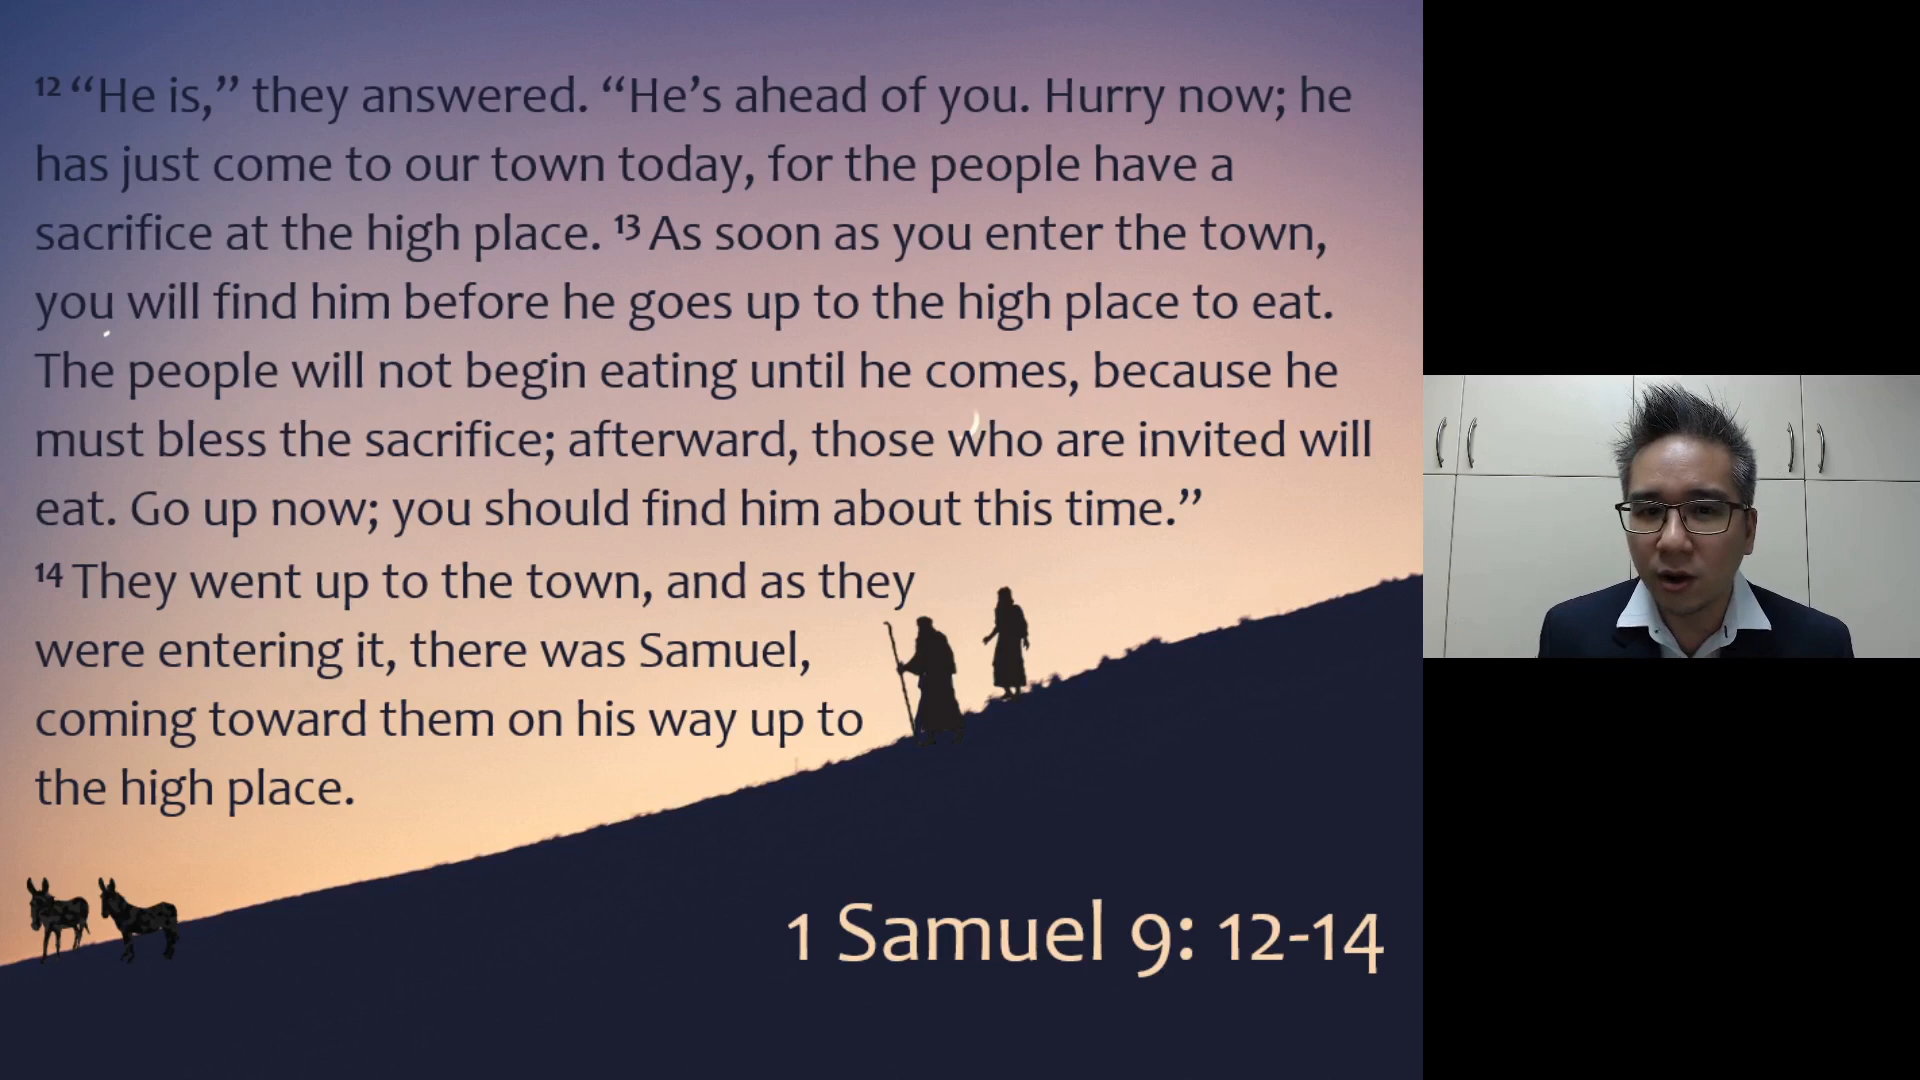 12 “He is,” they answered. “He’s ahead of you. Hurry now; he
has just come to our town today, for the people have a
sacrifice at the high place. 13 As soon as you enter the town,
you will find him before he goes up to the high place to eat.
The people will not begin eating until he comes, because he
must bless the sacrifice; afterward, those who are invited will
eat. Go up now; you should find him about this time.”
14 They went up to the town, and as they
were entering it, there was Samuel,
coming toward them on his way up to
the high place.
1 Samuel 9: 12-14